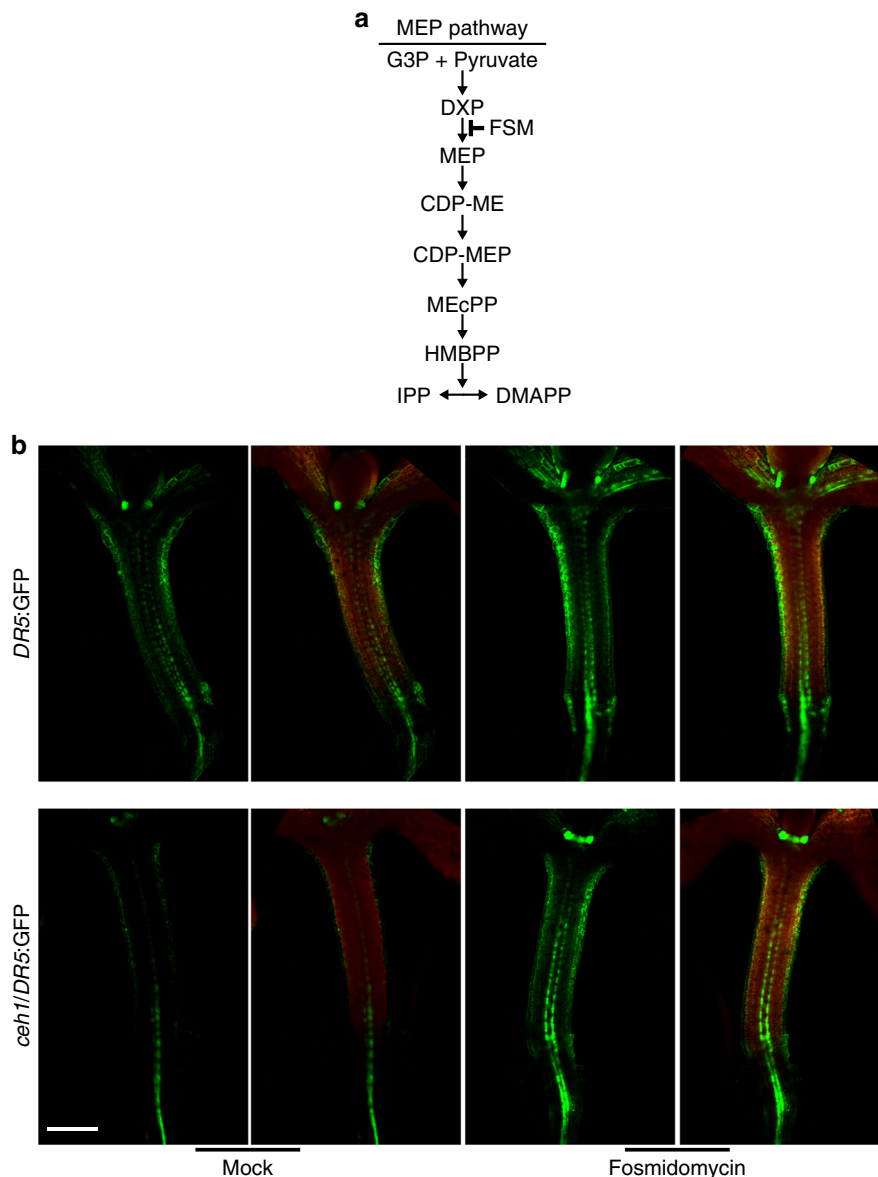 a
MEP pathway
G3P + Pyruvate
DXP
FSM
MEP
CDP-ME
CDP-MEP
MEcPP
HMBPP
IPP
DMAPP
b
DR5:GFP
ceh1/DR5:GFP
Mock
Fosmidomycin